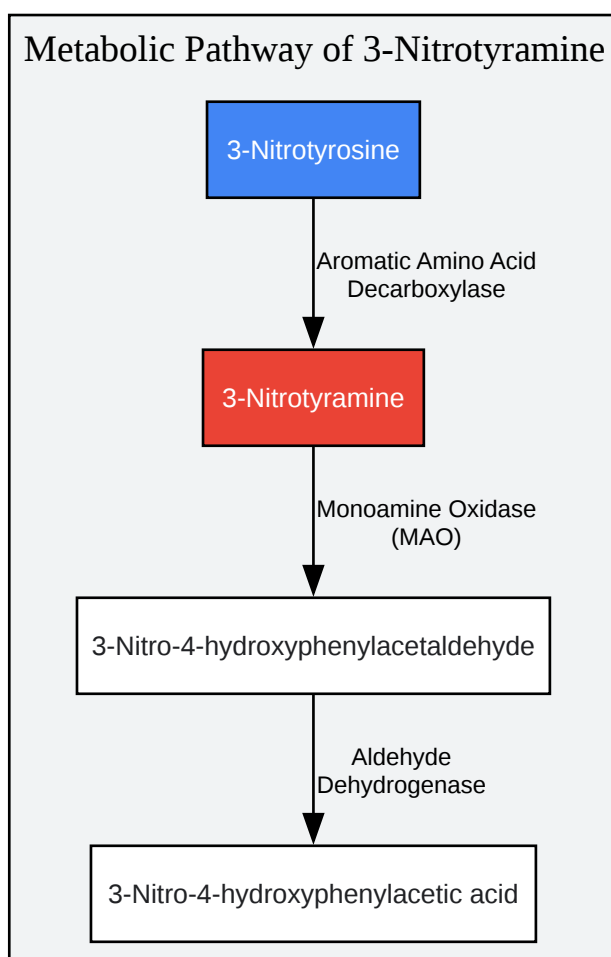 Metabolic Pathway of 3-Nitrotyramine
3-Nitrotyrosine
Aromatic Amino Acid
Decarboxylase
3-Nitrotyramine
Monoamine Oxidase
(MAO)
3-Nitro-4-hydroxyphenylacetaldehyde
Aldehyde
Dehydrogenase
3-Nitro-4-hydroxyphenylacetic acid